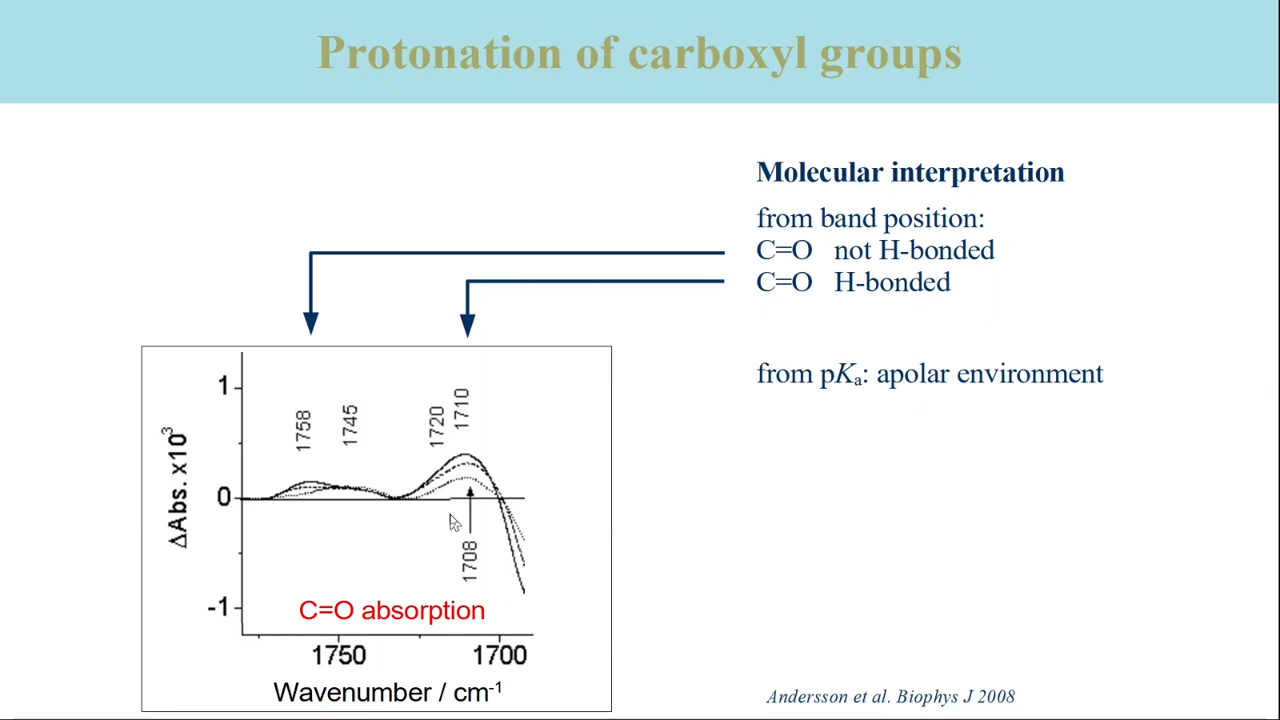 Protonation of carboxyl groups
Molecular interpretation
from band position:
C=O not H-bonded
C=O H-bonded
from pKa: apolar environment
1
0
-1
ΔAbs. x10³
1758
1745
1720
1710
1708
C=O absorption
1750
1700
Wavenumber / cm⁻¹
Andersson et al. Biophys J 2008